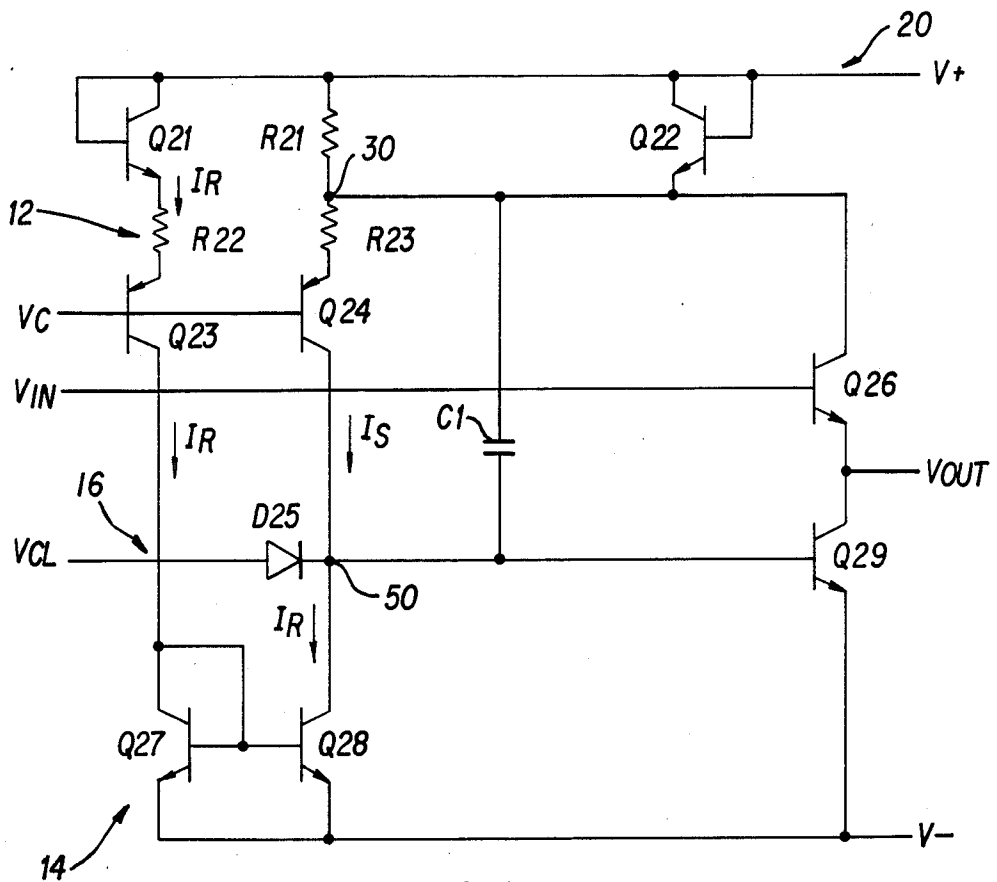 20
V+
Q21
R21
30
Q22
IR
12
R22
R23
VC
Q23
Q24
VIN
Q26
IR
IS
C1
VOUT
16
D25
VCL
Q29
50
IR
Q27
Q28
V-
14